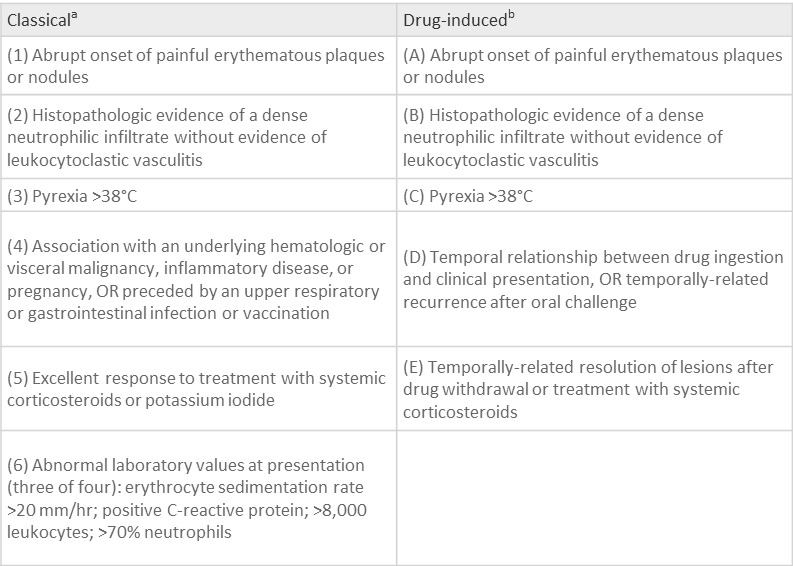 Classicalᵃ
Drug-inducedᵇ
(1) Abrupt onset of painful erythematous plaques
or nodules
(A) Abrupt onset of painful erythematous plaques
or nodules
(2) Histopathologic evidence of a dense
neutrophilic infiltrate without evidence of
leukocytoclastic vasculitis
(B) Histopathologic evidence of a dense
neutrophilic infiltrate without evidence of
leukocytoclastic vasculitis
(3) Pyrexia >38°C
(C) Pyrexia >38°C
(4) Association with an underlying hematologic or
visceral malignancy, inflammatory disease, or
pregnancy, OR preceded by an upper respiratory
or gastrointestinal infection or vaccination
(D) Temporal relationship between drug ingestion
and clinical presentation, OR temporally-related
recurrence after oral challenge
(5) Excellent response to treatment with systemic
corticosteroids or potassium iodide
(E) Temporally-related resolution of lesions after
drug withdrawal or treatment with systemic
corticosteroids
(6) Abnormal laboratory values at presentation
(three of four): erythrocyte sedimentation rate
>20 mm/hr; positive C-reactive protein; >8,000
leukocytes; >70% neutrophils